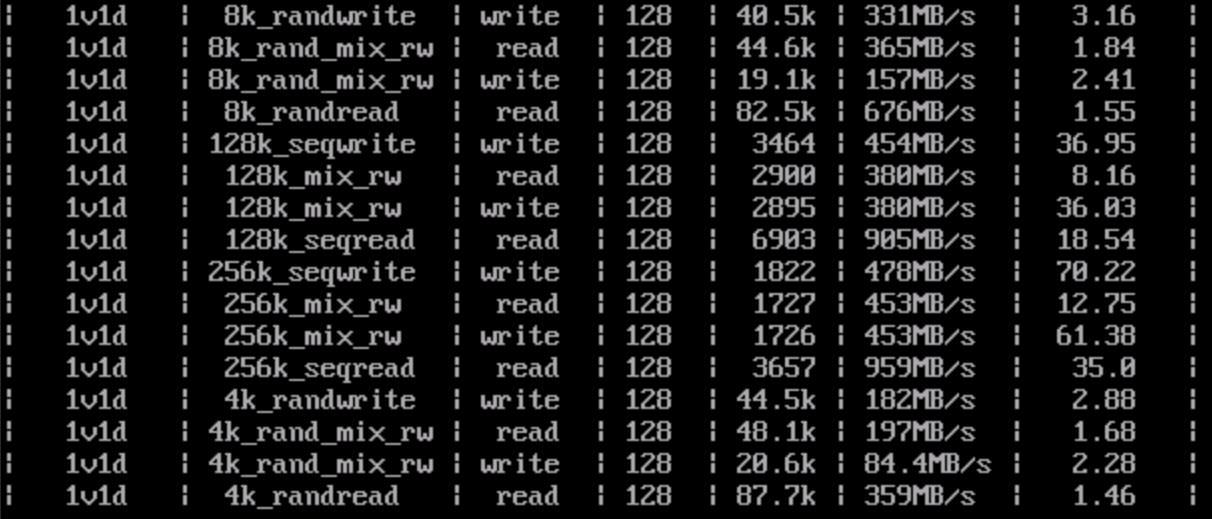 ¦ 1v1d ¦ 8k_randwrite ¦ write ¦ 128 ¦ 40.5k ¦ 331MB/s ¦ 3.16 ¦
¦ 1v1d ¦ 8k_rand_mix_rw ¦ read ¦ 128 ¦ 44.6k ¦ 365MB/s ¦ 1.84 ¦
¦ 1v1d ¦ 8k_rand_mix_rw ¦ write ¦ 128 ¦ 19.1k ¦ 157MB/s ¦ 2.41 ¦
¦ 1v1d ¦ 8k_randread ¦ read ¦ 128 ¦ 82.5k ¦ 676MB/s ¦ 1.55 ¦
¦ 1v1d ¦ 128k_seqwrite ¦ write ¦ 128 ¦ 3464 ¦ 454MB/s ¦ 36.95 ¦
¦ 1v1d ¦ 128k_mix_rw ¦ read ¦ 128 ¦ 2900 ¦ 380MB/s ¦ 8.16 ¦
¦ 1v1d ¦ 128k_mix_rw ¦ write ¦ 128 ¦ 2895 ¦ 380MB/s ¦ 36.03 ¦
¦ 1v1d ¦ 128k_seqread ¦ read ¦ 128 ¦ 6903 ¦ 905MB/s ¦ 18.54 ¦
¦ 1v1d ¦ 256k_seqwrite ¦ write ¦ 128 ¦ 1822 ¦ 478MB/s ¦ 70.22 ¦
¦ 1v1d ¦ 256k_mix_rw ¦ read ¦ 128 ¦ 1727 ¦ 453MB/s ¦ 12.75 ¦
¦ 1v1d ¦ 256k_mix_rw ¦ write ¦ 128 ¦ 1726 ¦ 453MB/s ¦ 61.38 ¦
¦ 1v1d ¦ 256k_seqread ¦ read ¦ 128 ¦ 3657 ¦ 959MB/s ¦ 35.0 ¦
¦ 1v1d ¦ 4k_randwrite ¦ write ¦ 128 ¦ 44.5k ¦ 182MB/s ¦ 2.88 ¦
¦ 1v1d ¦ 4k_rand_mix_rw ¦ read ¦ 128 ¦ 48.1k ¦ 197MB/s ¦ 1.68 ¦
¦ 1v1d ¦ 4k_rand_mix_rw ¦ write ¦ 128 ¦ 20.6k ¦ 84.4MB/s ¦ 2.28 ¦
¦ 1v1d ¦ 4k_randread ¦ read ¦ 128 ¦ 87.7k ¦ 359MB/s ¦ 1.46 ¦